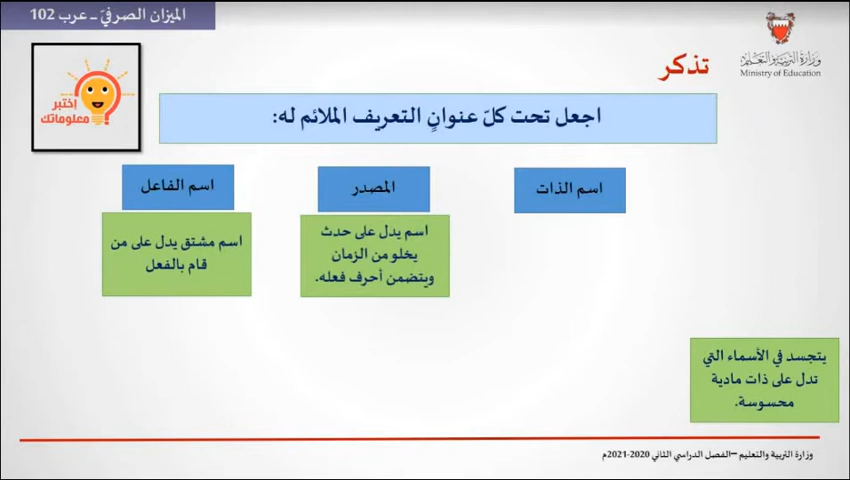 الميزان الصرفيّ – عرب 102
وزارة التربية والتعليم
Ministry of Education
إختبر
معلوماتك
تذكر
اجعل تحت كلّ عنوانٍ التعريف الملائم له:
اسم الذات
المصدر
اسم الفاعل
اسم يدل على حدث
يخلو من الزمان
ويتضمن أحرف فعله.
اسم مشتق يدل على من
قام بالفعل
يتجسد في الأسماء التي
تدل على ذات مادية
محسوسة.
وزارة التربية والتعليم –الفصل الدراسي الثاني 2020-2021م